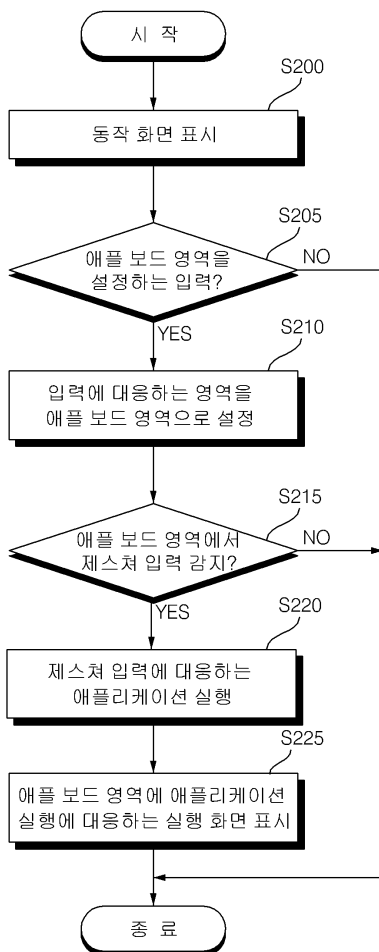 시 작
S200
동작 화면 표시
S205
애플 보드 영역을
설정하는 입력?
NO
YES
S210
입력에 대응하는 영역을
애플 보드 영역으로 설정
S215
애플 보드 영역에서
제스쳐 입력 감지?
NO
YES
S220
제스쳐 입력에 대응하는
애플리케이션 실행
S225
애플 보드 영역에 애플리케이션
실행에 대응하는 실행 화면 표시
종 료